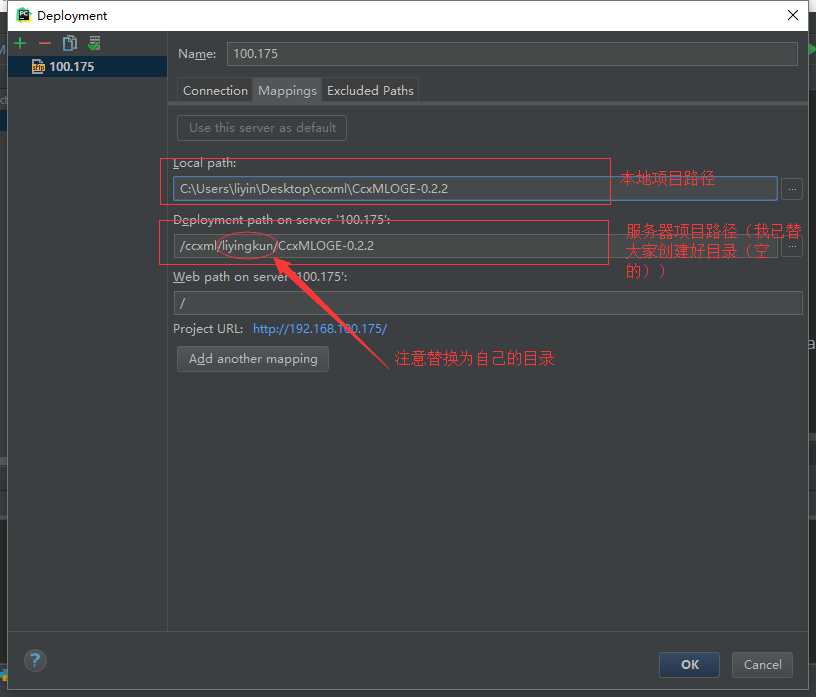 Deployment
100.175
Name:
100.175
Connection
Mappings
Excluded Paths
Use this server as default
Local path:
C:\Users\liyin\Desktop\ccxml\CcxMLOGE-0.2.2
...
本地项目路径
Deployment path on server '100.175':
/ccxml/liyingkun/CcxMLOGE-0.2.2
...
服务器项目路径（我已替
大家创建好目录（空
的））
Web path on server '100.175':
/
Project URL: http://192.168.100.175/
Add another mapping
注意替换为自己的目录
?
OK
Cancel